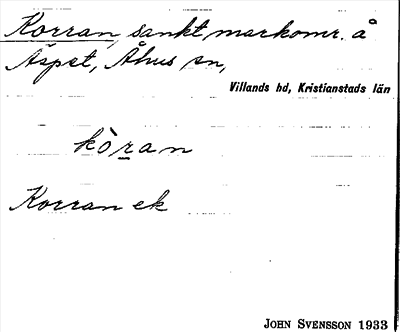 Korran, sankt markomr. å
Äspet, Åhus sn,
Villands hd, Kristianstads län
kòran
Korran ek
JOHN SVENSSON 1933